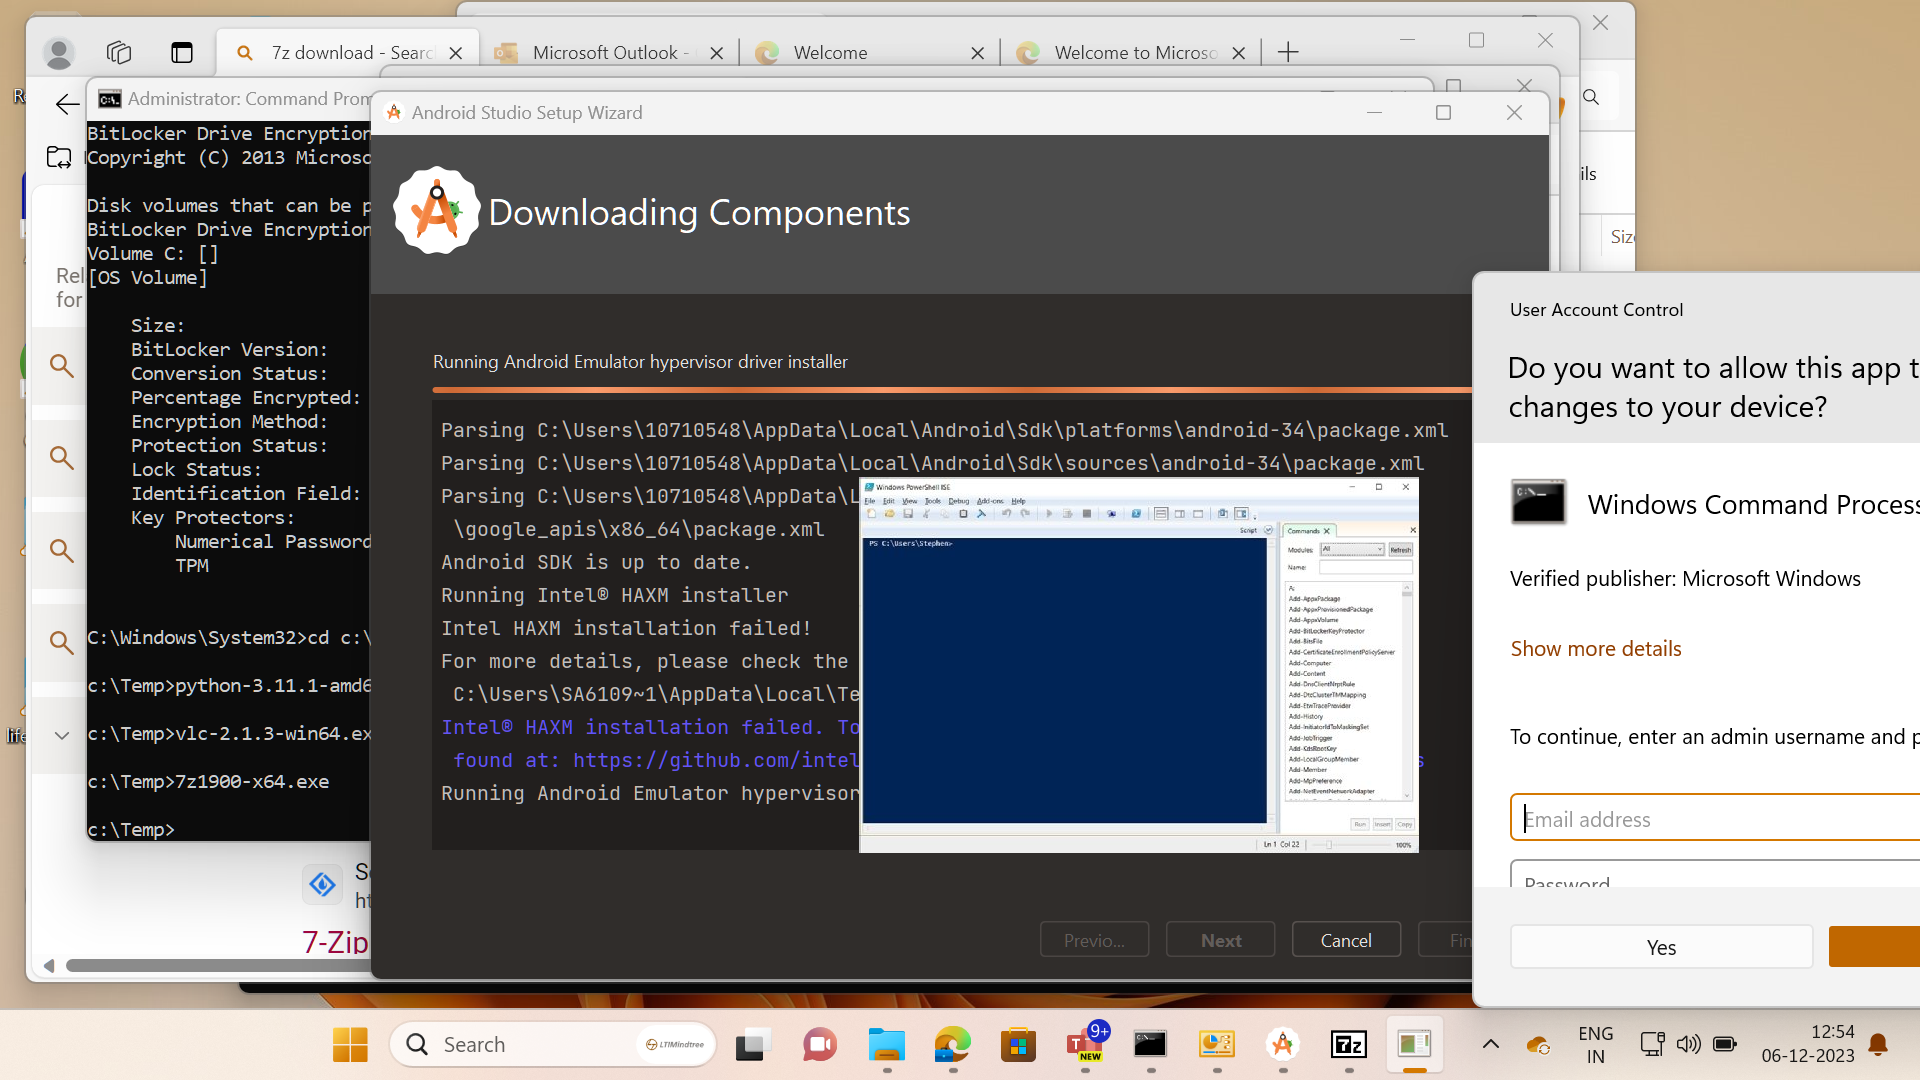 7z download - Searc
Microsoft Outlook -
Welcome
Welcome to Microso
Administrator: Command Prom
BitLocker Drive Encryption
Copyright (C) 2013 Microso
Disk volumes that can be p
BitLocker Drive Encryption
Volume C: []
[OS Volume]
Size:
BitLocker Version:
Conversion Status:
Percentage Encrypted:
Encryption Method:
Protection Status:
Lock Status:
Identification Field:
Key Protectors:
Numerical Password
TPM
C:\Windows\System32>cd c:\
c:\Temp>python-3.11.1-amd6
c:\Temp>vlc-2.1.3-win64.ex
c:\Temp>7z1900-x64.exe
c:\Temp>
Rel
for
7-Zip
Android Studio Setup Wizard
Downloading Components
Running Android Emulator hypervisor driver installer
Parsing C:\Users\10710548\AppData\Local\Android\Sdk\platforms\android-34\package.xml
Parsing C:\Users\10710548\AppData\Local\Android\Sdk\sources\android-34\package.xml
Parsing C:\Users\10710548\AppData\L
\google_apis\x86_64\package.xml
Android SDK is up to date.
Running Intel® HAXM installer
Intel HAXM installation failed!
For more details, please check the
C:\Users\SA6109~1\AppData\Local\Te
Intel® HAXM installation failed. To
found at: https://github.com/intel
Running Android Emulator hypervisor
Previo...
Next
Cancel
Fin
Windows PowerShell ISE
File Edit View Tools Debug Add-ons Help
Script
PS C:\Users\Stephen>
Commands
Modules: All Refresh
Name:
A:
Add-AppxPackage
Add-AppxProvisionedPackage
Add-AppxVolume
Add-BitLockerKeyProtector
Add-BitsFile
Add-CertificateEnrollmentPolicyServer
Add-Computer
Add-Content
Add-DnsClientNrptRule
Add-DtcClusterTMMapping
Add-EtwTraceProvider
Add-History
Add-InitiatorIdToMaskingSet
Add-JobTrigger
Add-KdsRootKey
Add-LocalGroupMember
Add-Member
Add-MpPreference
Add-NetEventNetworkAdapter
Run Insert Copy
Ln 1 Col 22
100%
ils
Siz
User Account Control
Do you want to allow this app t
changes to your device?
Windows Command Process
Verified publisher: Microsoft Windows
Show more details
To continue, enter an admin username and p
Email address
Password
Yes
Search
LTIMindtree
9+
NEW
7z
ENG
IN
12:54
06-12-2023